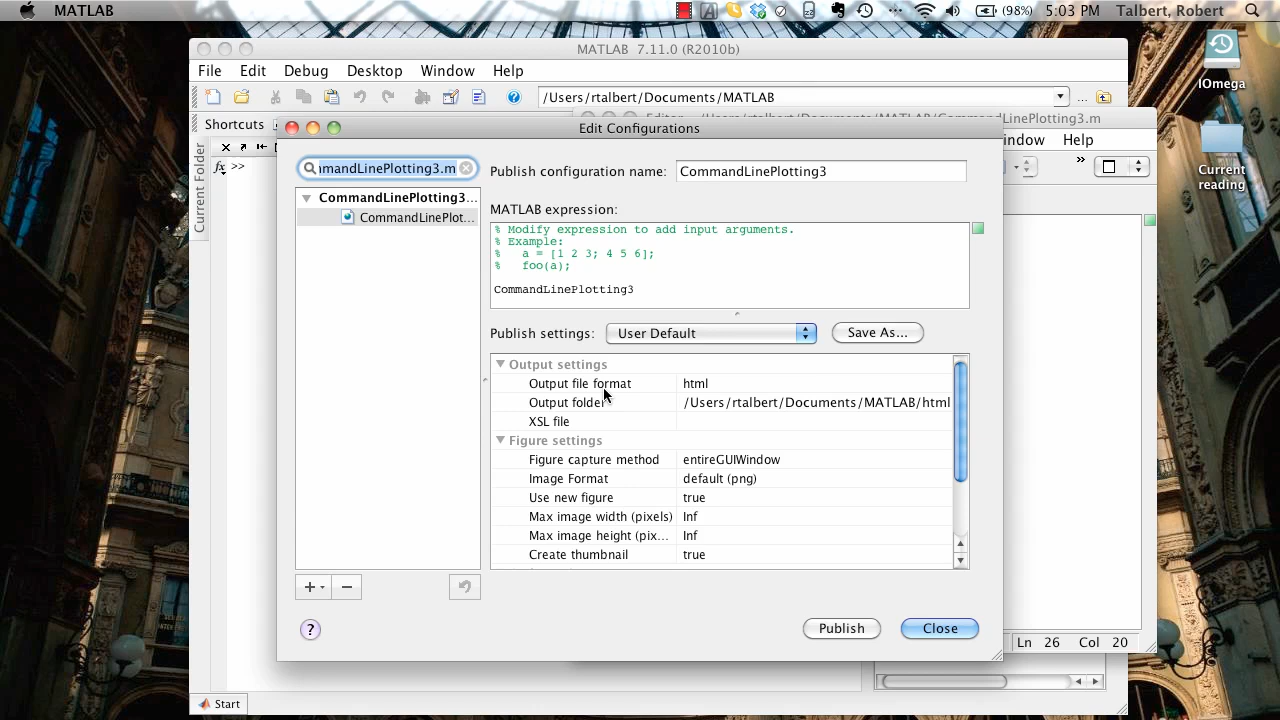 MATLAB (98%) 5:03 PM Talbert, Robert
MATLAB 7.11.0 (R2010b)
File Edit Debug Desktop Window Help
/Users/rtalbert/Documents/MATLAB ...
Shortcuts
Edit Configurations
Help
Current Folder
fx >>
mandLinePlotting3.m
CommandLinePlotting3...
CommandLinePlot...
Publish configuration name: CommandLinePlotting3
MATLAB expression:
% Modify expression to add input arguments.
% Example:
% a = [1 2 3; 4 5 6];
% foo(a);
CommandLinePlotting3
Publish settings: User Default Save As...
Output settings
Output file format html
Output folder /Users/rtalbert/Documents/MATLAB/html
XSL file
Figure settings
Figure capture method entireGUIWindow
Image Format default (png)
Use new figure true
Max image width (pixels) Inf
Max image height (pix... Inf
Create thumbnail true
+ −
?
Publish Close
Ln 26 Col 20
Start
IOmega
Current
reading